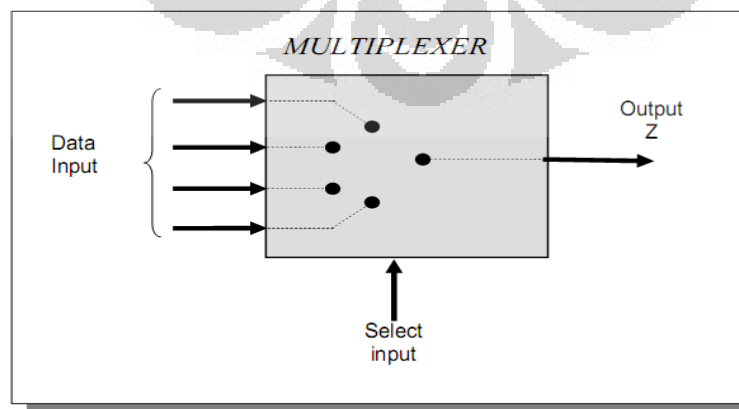 MULTIPLEXER
Data
Input
Output
Z
Select
input